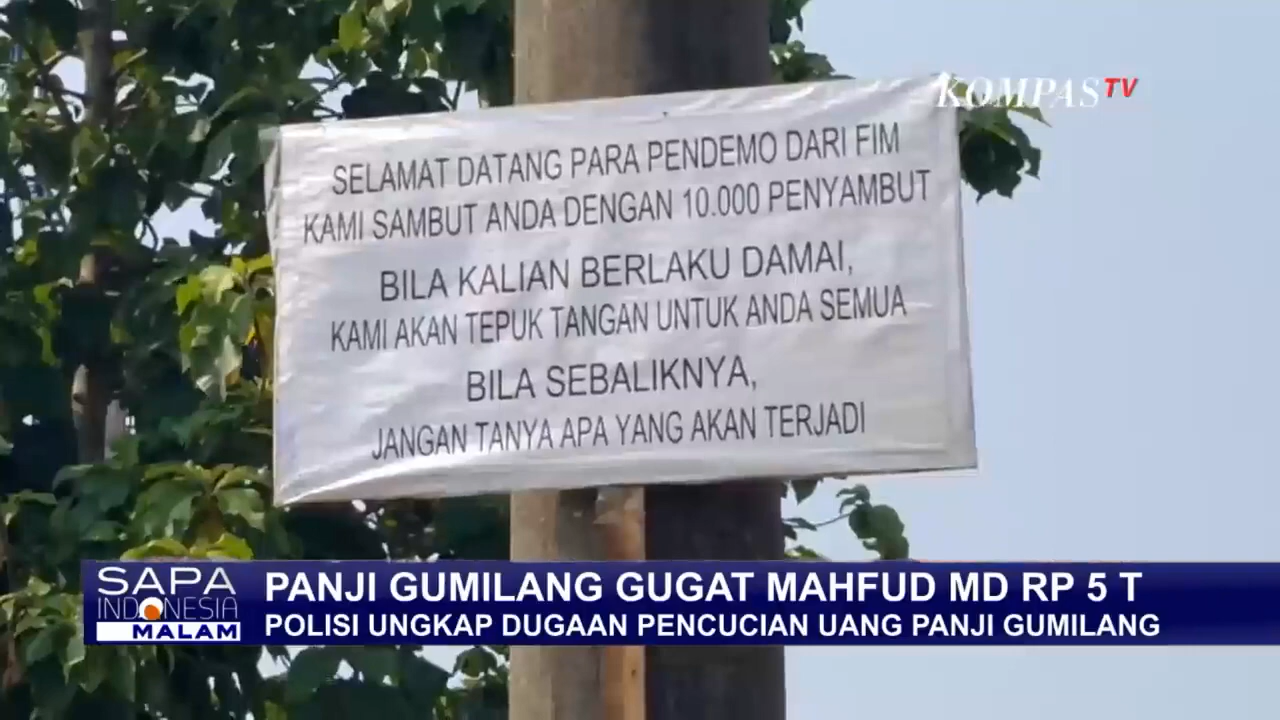 KOMPASTV
SELAMAT DATANG PARA PENDEMO DARI FIM
KAMI SAMBUT ANDA DENGAN 10.000 PENYAMBUT
BILA KALIAN BERLAKU DAMAI,
KAMI AKAN TEPUK TANGAN UNTUK ANDA SEMUA
BILA SEBALIKNYA,
JANGAN TANYA APA YANG AKAN TERJADI
SAPA
INDONESIA
MALAM
PANJI GUMILANG GUGAT MAHFUD MD RP 5 T
POLISI UNGKAP DUGAAN PENCUCIAN UANG PANJI GUMILANG